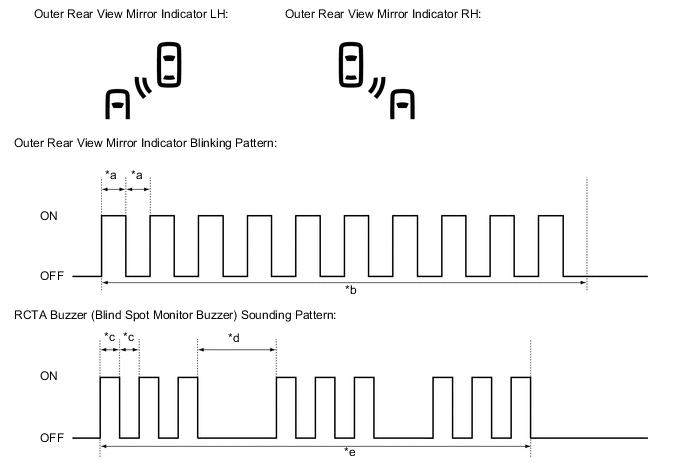 Outer Rear View Mirror Indicator LH: Outer Rear View Mirror Indicator RH:
Outer Rear View Mirror Indicator Blinking Pattern:
*a *a
ON
OFF
*b
RCTA Buzzer (Blind Spot Monitor Buzzer) Sounding Pattern:
*c *c *d
ON
OFF
*e